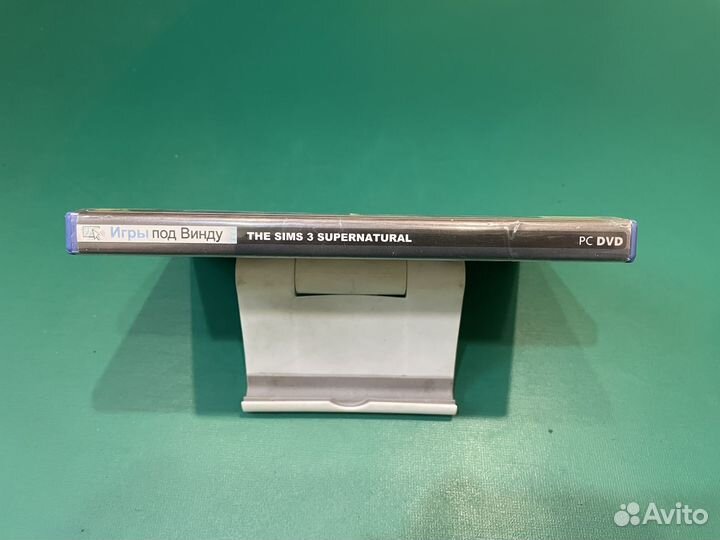 Игры под Винду THE SIMS 3 SUPERNATURAL PC DVD
Avito